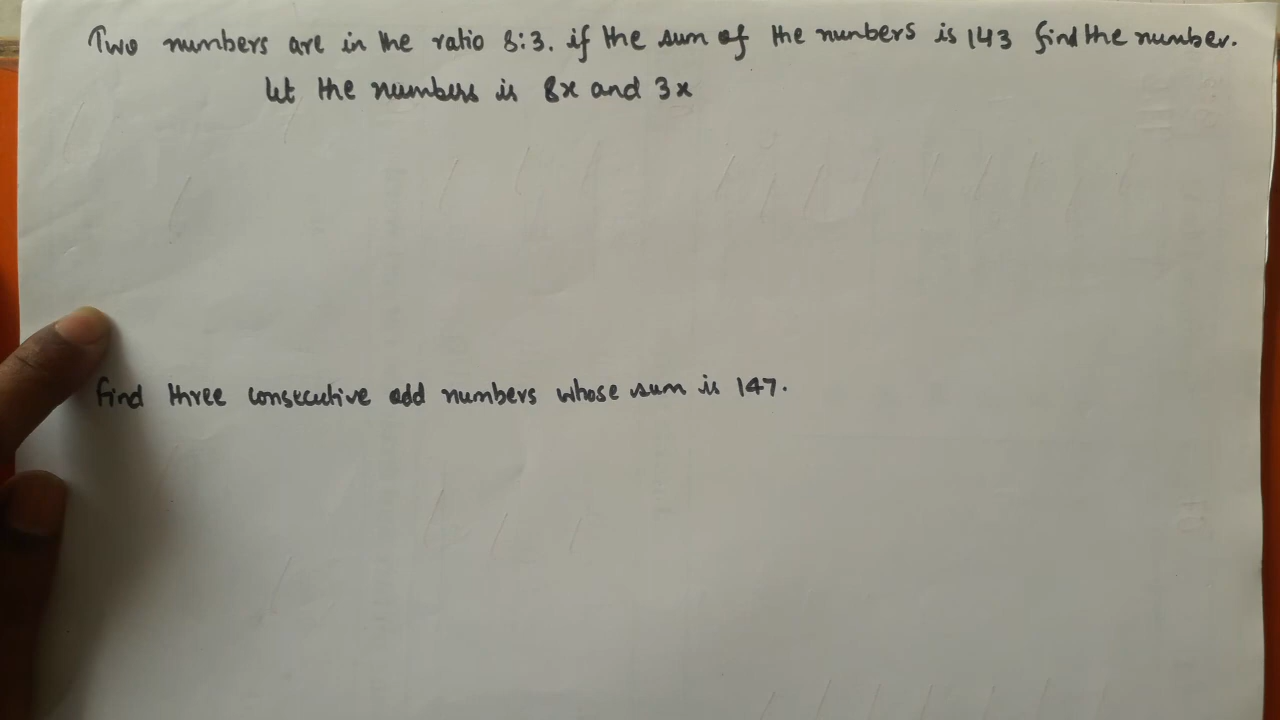 Two numbers are in the ratio 8:3. if the sum of the numbers is 143 find the number.
let the numbers is 8x and 3x
find three consecutive odd numbers whose sum is 147.